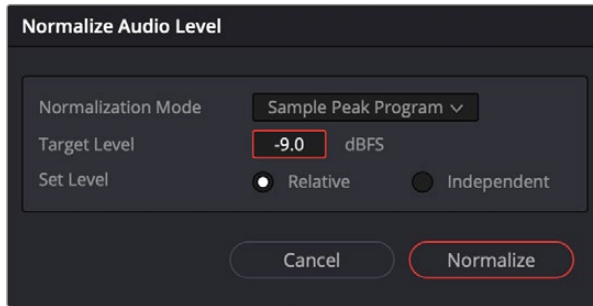 Normalize Audio Level
Normalization Mode Sample Peak Program
Target Level -9.0 dBFS
Set Level Relative Independent
Cancel Normalize